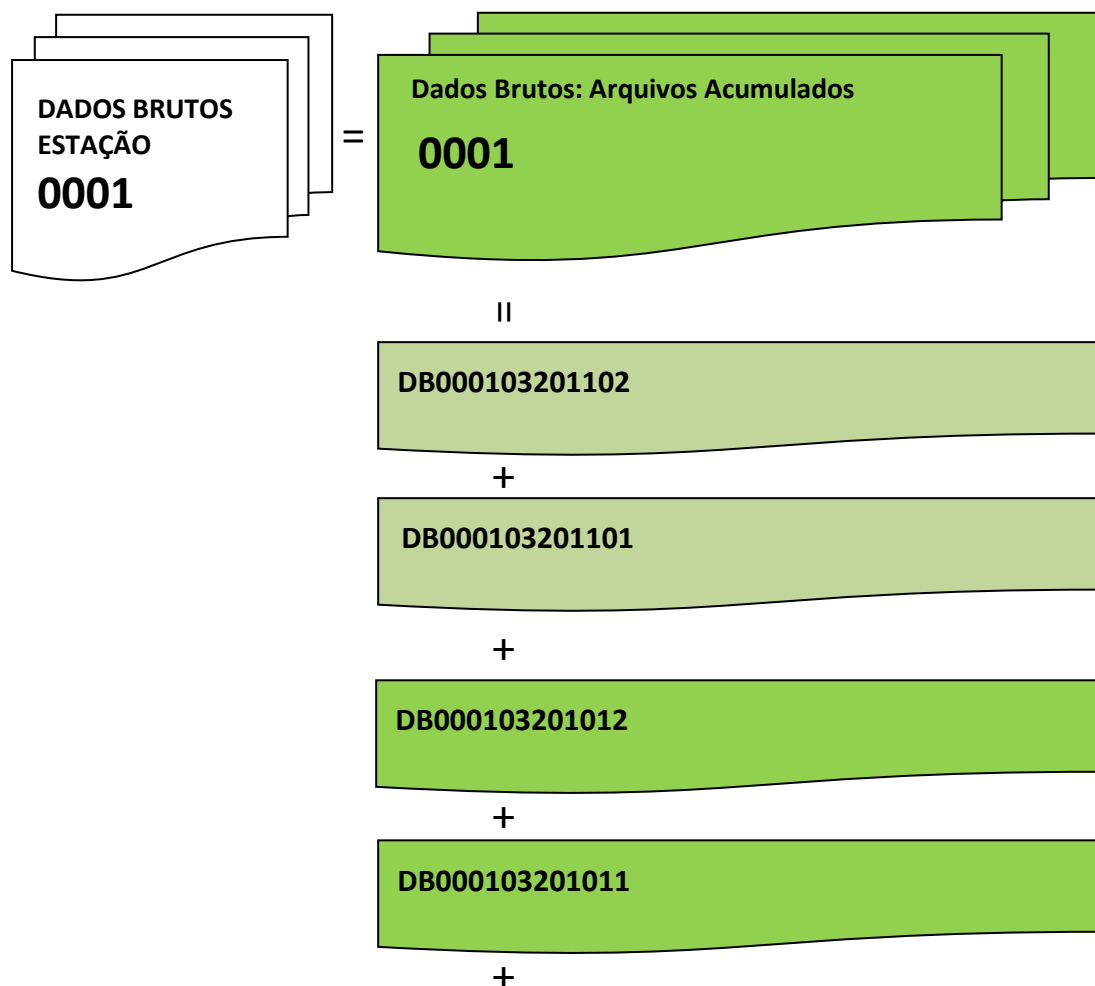 DADOS BRUTOS
ESTAÇÃO
0001
=
Dados Brutos: Arquivos Acumulados
0001
=
DB000103201102
+
DB000103201101
+
DB000103201012
+
DB000103201011
+